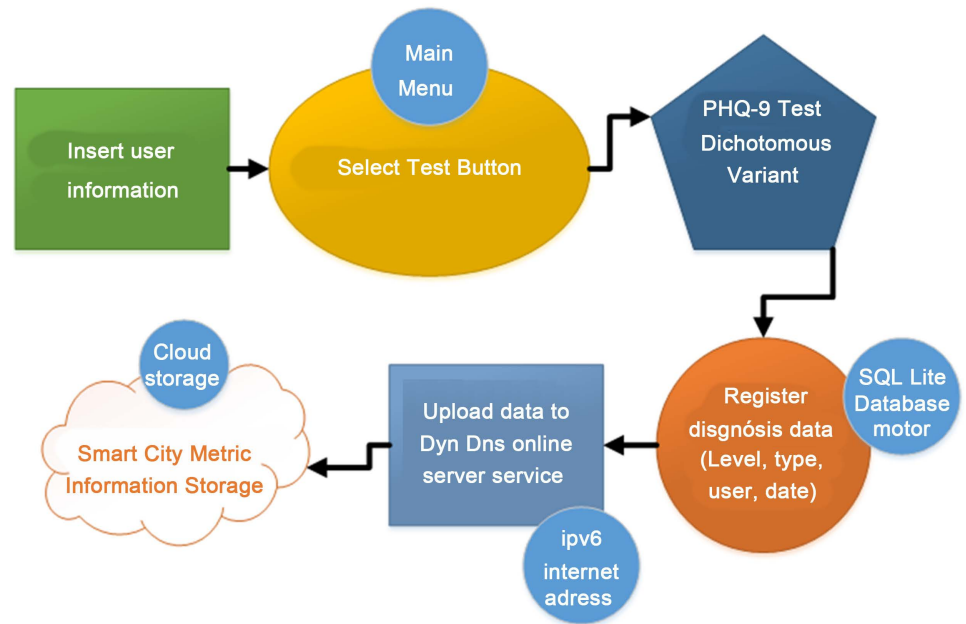 Insert user
information
Main
Menu
Select Test Button
PHQ-9 Test
Dichotomous
Variant
SQL Lite
Database
motor
Register
disgnósis data
(Level, type,
user, date)
Upload data to
Dyn Dns online
server service
ipv6
internet
adress
Cloud
storage
Smart City Metric
Information Storage